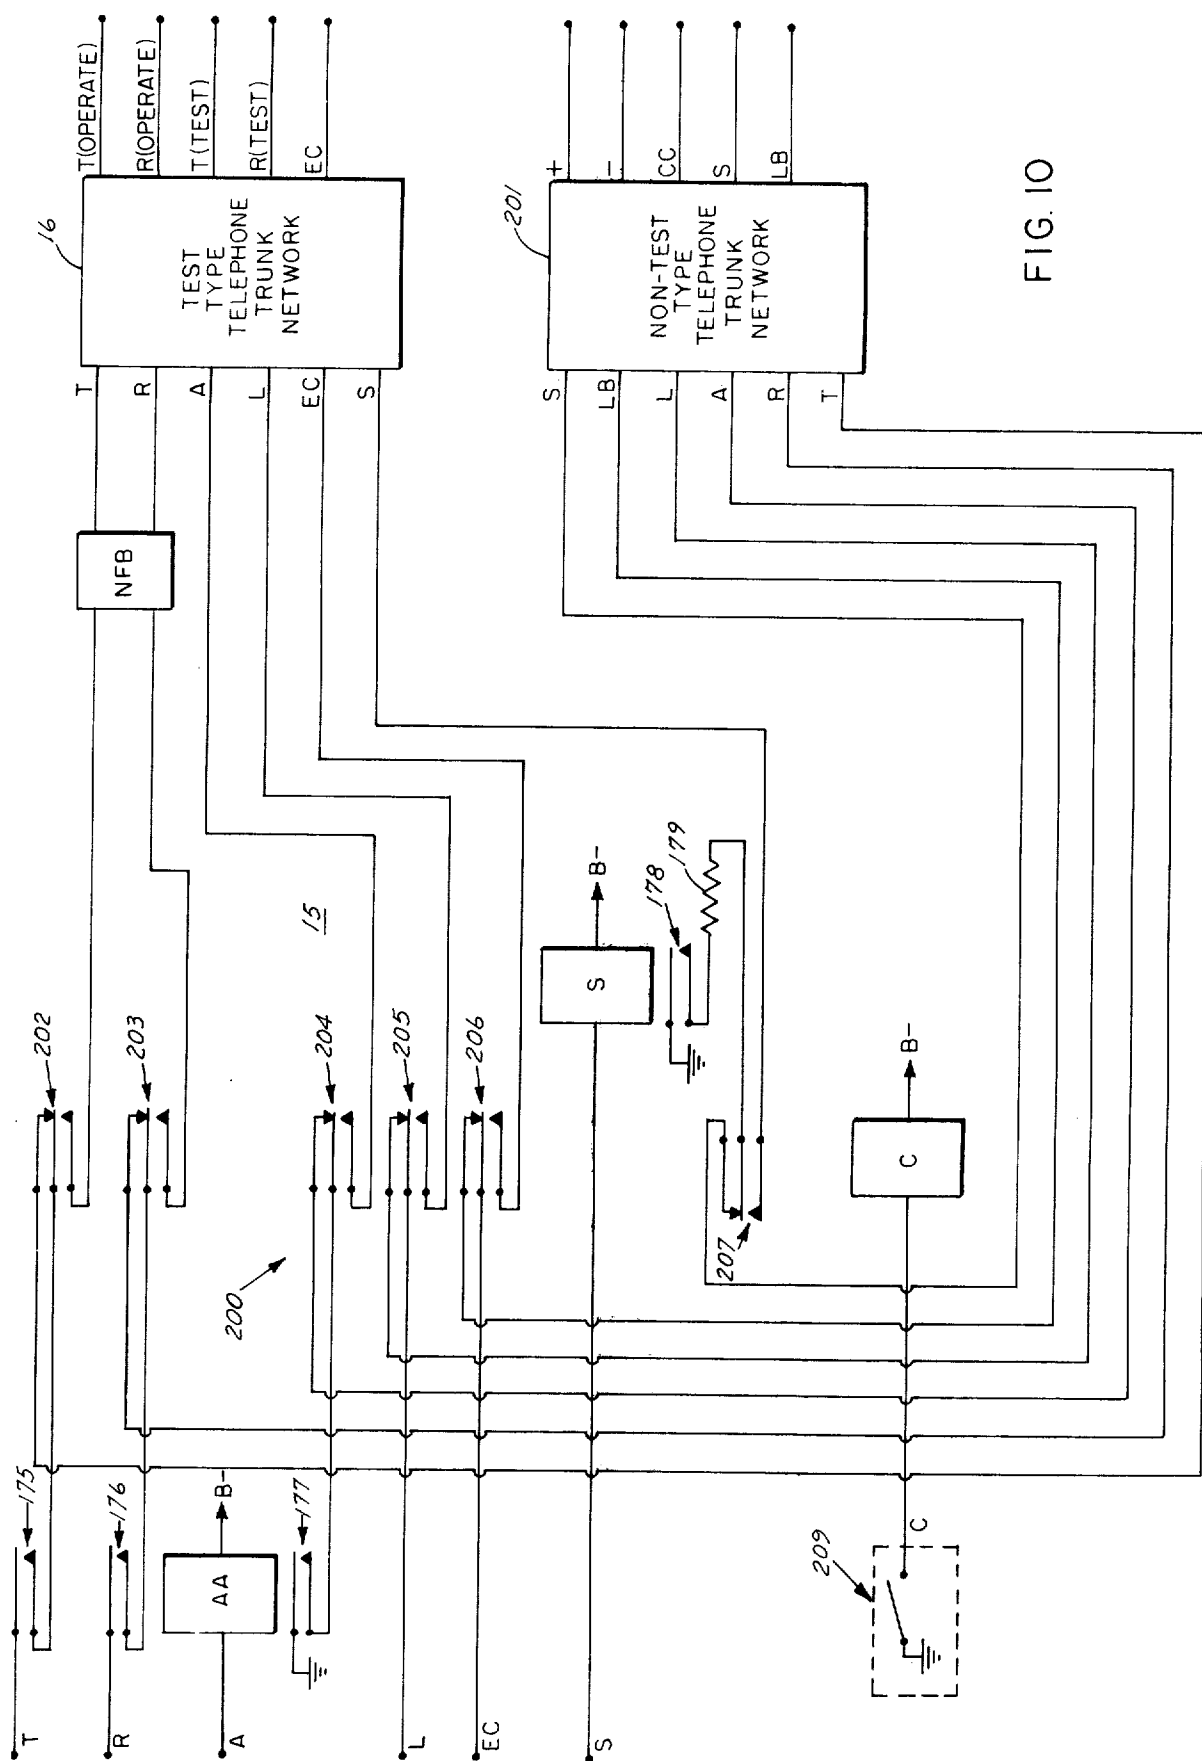 T(OPERATE)
R(OPERATE)
T(TEST)
R(TEST)
EC
16
TEST
TYPE
TELEPHONE
TRUNK
NETWORK
T
R
A
L
EC
S
NFB
+
-
CC
S
LB
201
NON-TEST
TYPE
TELEPHONE
TRUNK
NETWORK
S
LB
L
A
R
T
FIG. 10
202
203
15
204
205
206
200
S
B-
178
179
207
C
B-
175
176
AA
B-
177
T
R
A
L
EC
S
209
C